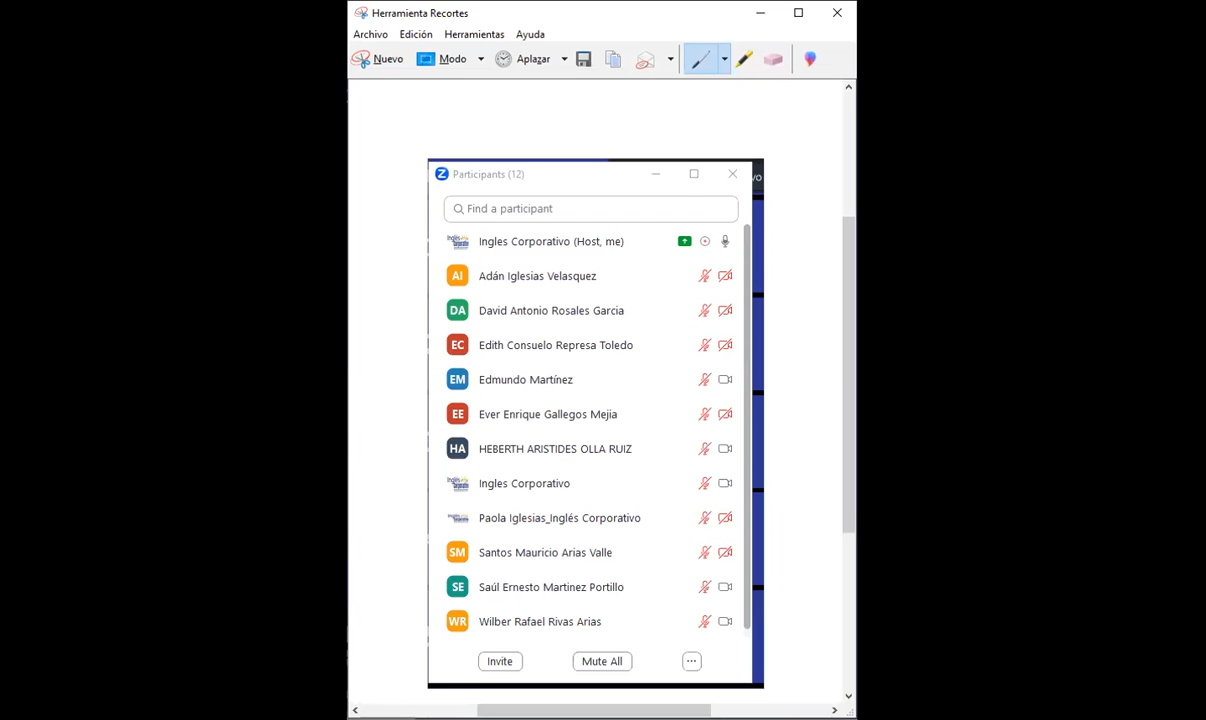 Herramienta Recortes
Archivo Edición Herramientas Ayuda
Nuevo Modo Aplazar
Participants (12)
vo
Find a participant
Ingles Corporativo (Host, me)
AI Adán Iglesias Velasquez
DA David Antonio Rosales Garcia
EC Edith Consuelo Represa Toledo
EM Edmundo Martínez
EE Ever Enrique Gallegos Mejia
HA HEBERTH ARISTIDES OLLA RUIZ
Ingles Corporativo
Paola Iglesias_Inglés Corporativo
SM Santos Mauricio Arias Valle
SE Saúl Ernesto Martinez Portillo
WR Wilber Rafael Rivas Arias
Invite Mute All ...